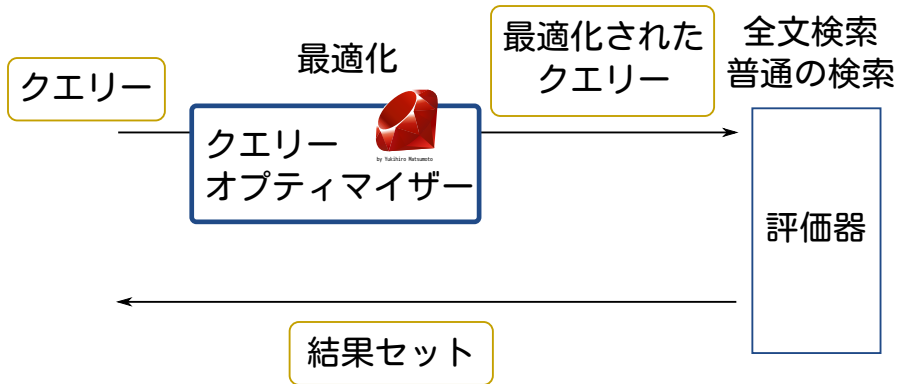 クエリー
最適化
最適化された
クエリー
全文検索
普通の検索
クエリー
オプティマイザー
by Yukihiro Matsumoto
評価器
結果セット